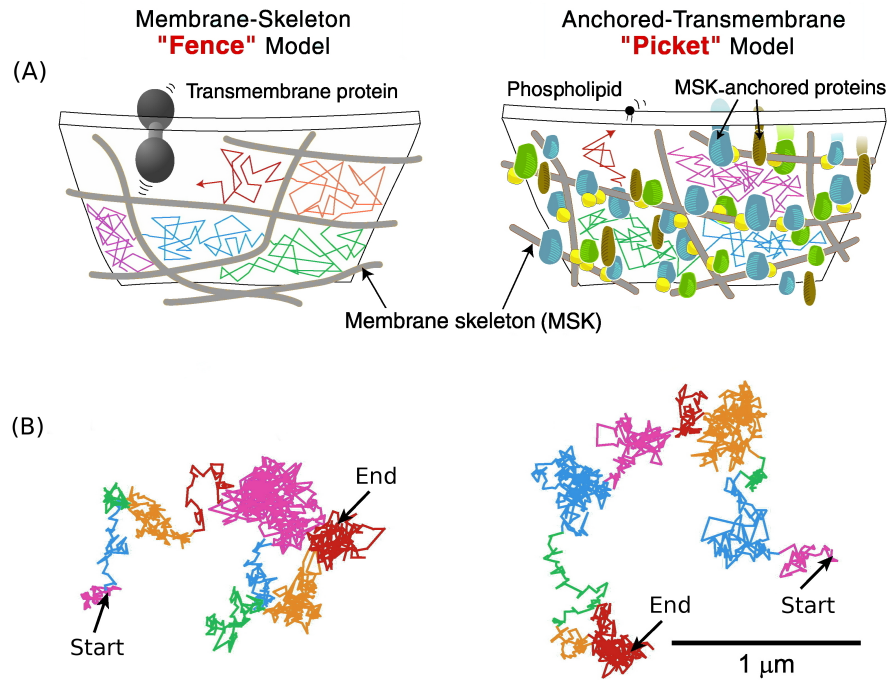 Membrane-Skeleton
"Fence" Model
Anchored-Transmembrane
"Picket" Model
(A)
Transmembrane protein
Phospholipid
MSK-anchored proteins
Membrane skeleton (MSK)
(B)
End
Start
End
Start
1 μm